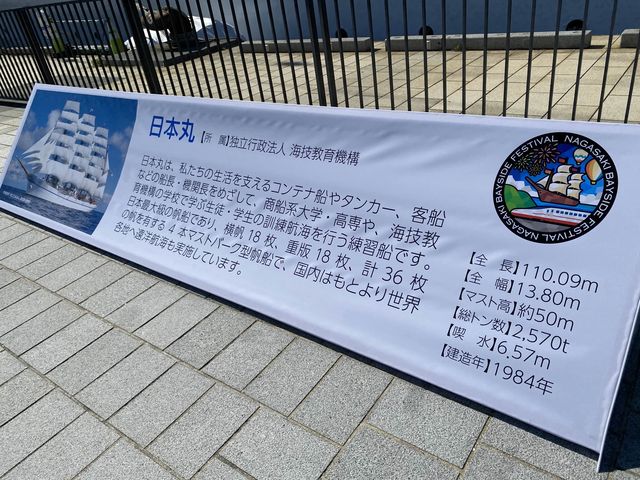 日本丸【所 属】独立行政法人 海技教育機構
日本丸は、私たちの生活を支えるコンテナ船やタンカー、客船
などの船長・機関長をめざして、商船系大学・高専や、海技教
育機構の学校で学ぶ生徒・学生の訓練航海を行う練習船です。
日本最大級の帆船であり、横帆18枚、重版18枚、計36枚
の帆を有する4本マストバーク型帆船で、国内はもとより世界
各地へ遠洋航海も実施しています。
NAGASAKI BAYSIDE FESTIVAL
NAGASAKI BAYSIDE FESTIVAL
【全 長】110.09m
【全 幅】13.80m
【マスト高】約50m
【総トン数】2,570t
【喫 水】6.57m
【建造年】1984年